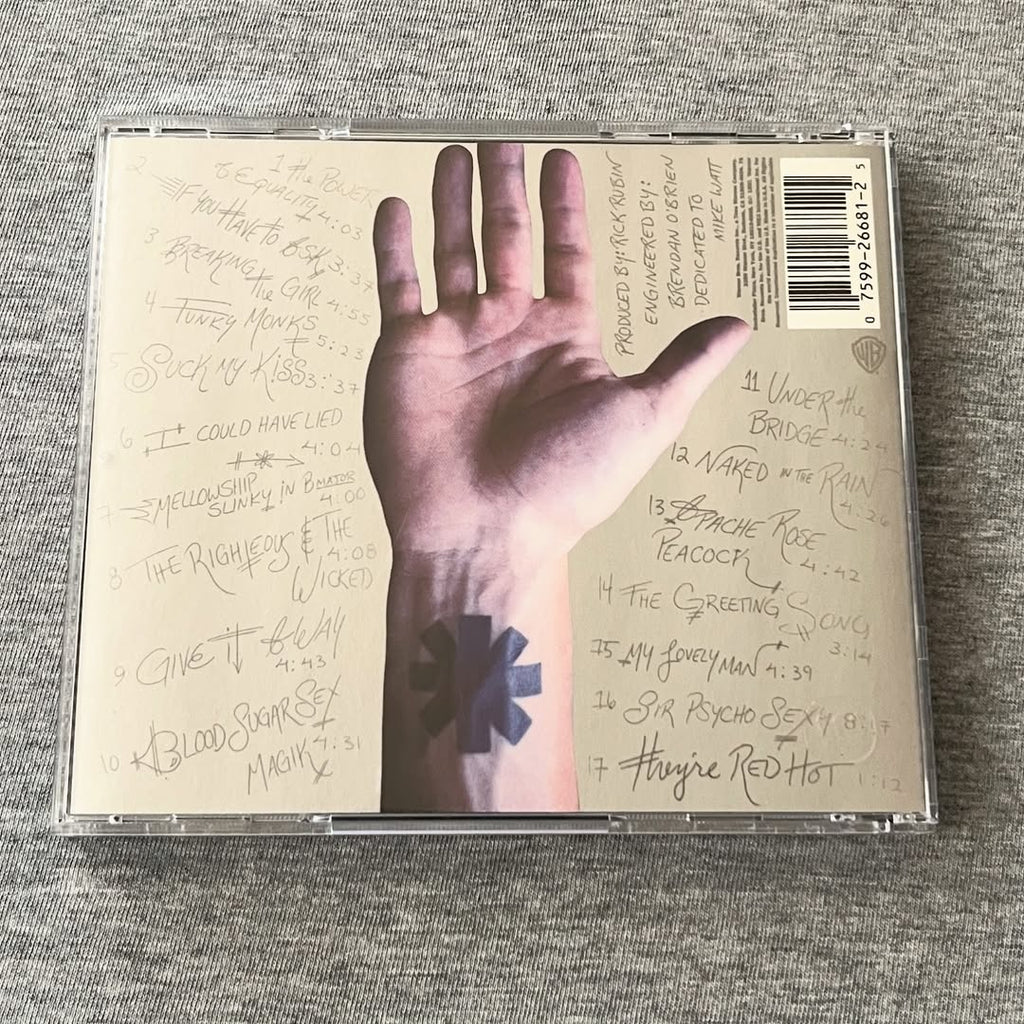 1 the POWER
of EQUALITY 4:03
2 IF YOU HAVE TO ASK 3:37
3 BREAKING
the GIRL 4:55
4 FUNKY MONKS
5:23
5 SUCK MY KISS 3:37
6 I COULD HAVE LIED
4:04
7 MELLOWSHIP
SLINKY IN B MAJOR
4:00
8 THE RIGHTEOUS & THE
WICKED 4:08
9 GIVE IT AWAY
4:43
10 BLOOD SUGAR SEX
MAGIK 4:31
PRODUCED BY: RICK RUBIN
ENGINEERED BY:
BRENDAN O'BRIEN
DEDICATED TO
MIKE WATT
0 7599-26681-2 5
WB
11 UNDER the
BRIDGE 4:24
12 NAKED IN THE RAIN
4:26
13 APACHE ROSE
PEACOCK 4:42
14 THE GREETING SONG
3:14
15 MY LOVELY MAN 4:39
16 SIR PSYCHO SEXY 8:17
17 they're RED HOT 1:12